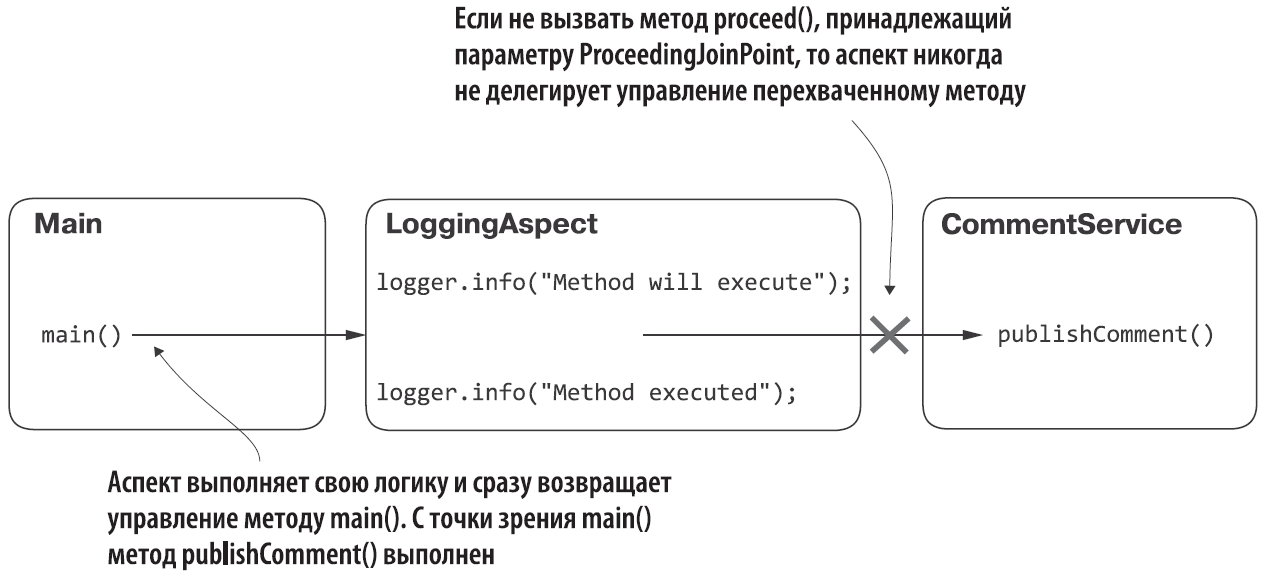 Если не вызвать метод proceed(), принадлежащий
параметру ProceedingJoinPoint, то аспект никогда
не делегирует управление перехваченному методу
Main
LoggingAspect
CommentService
logger.info("Method will execute");
main()
publishComment()
logger.info("Method executed");
Аспект выполняет свою логику и сразу возвращает
управление методу main(). С точки зрения main()
метод publishComment() выполнен